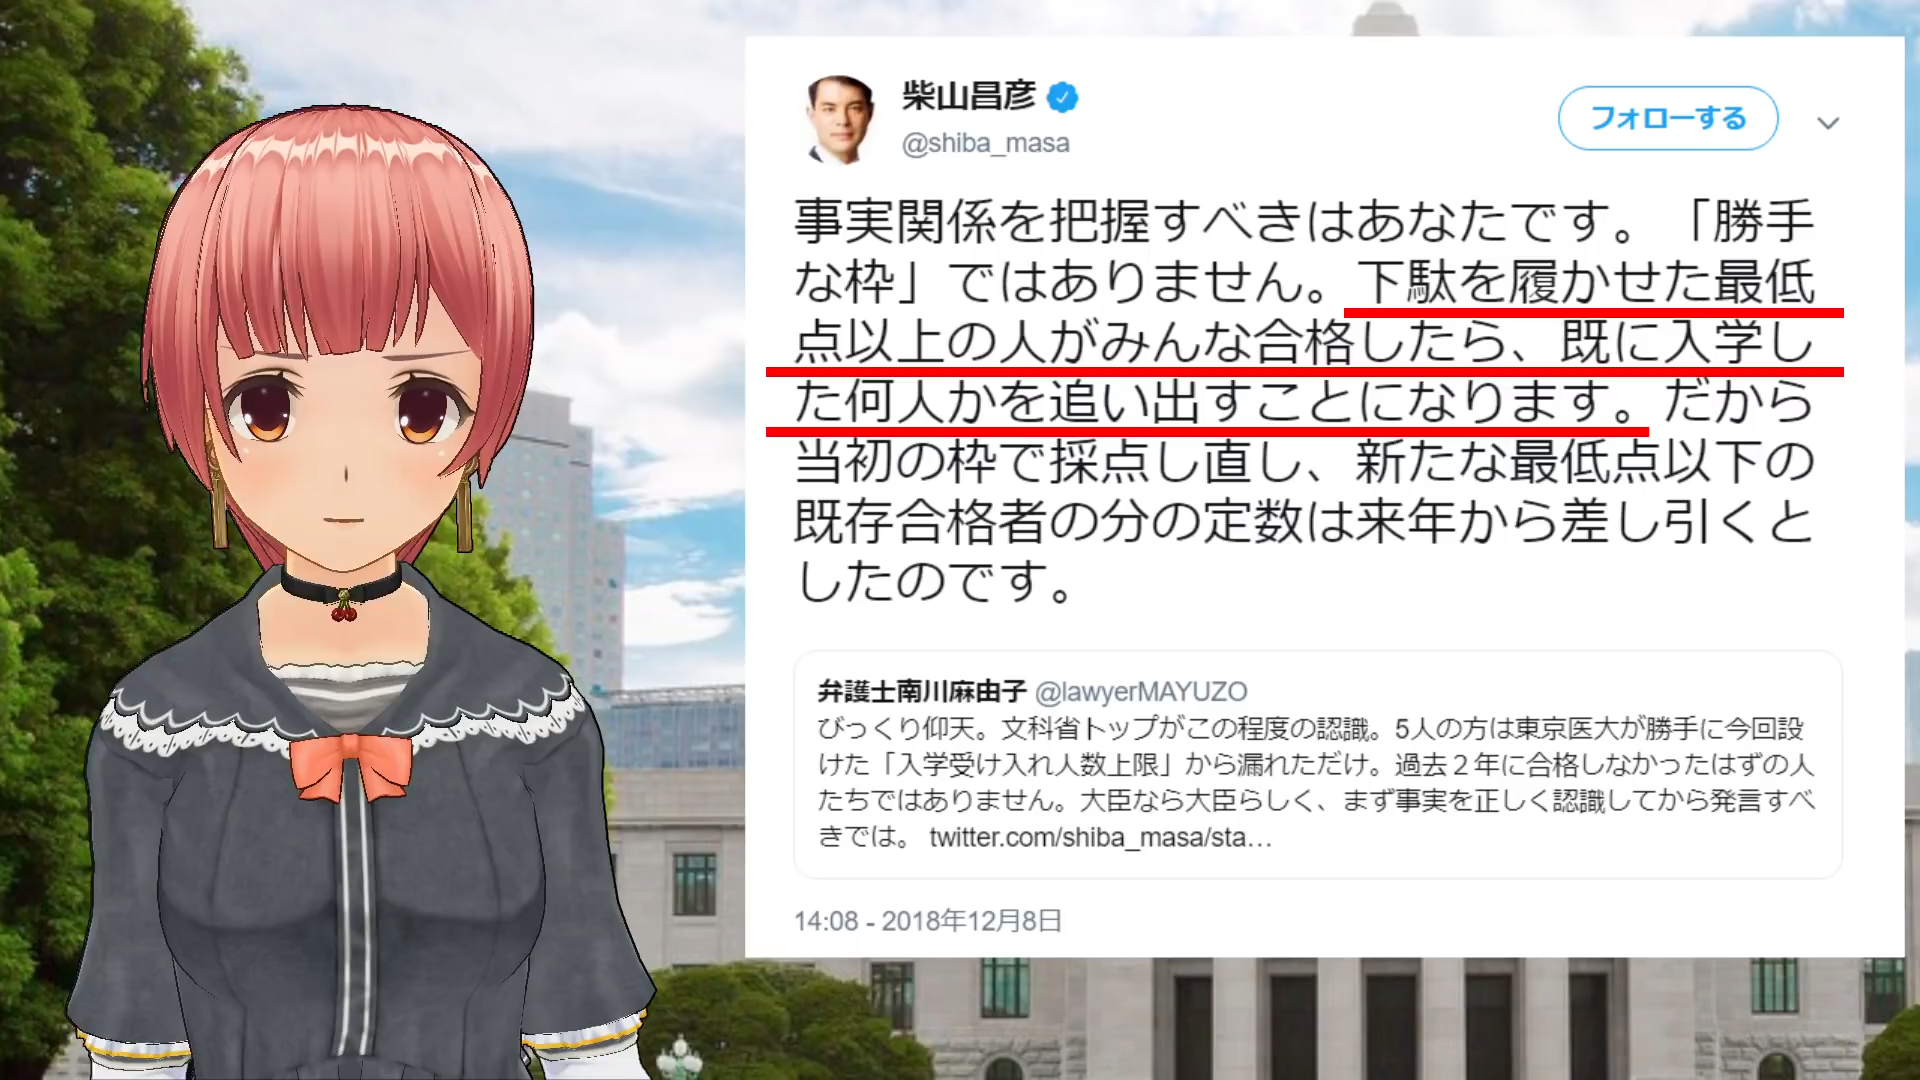 柴山昌彦
@shiba_masa
フォローする
事実関係を把握すべきはあなたです。「勝手
な枠」ではありません。下駄を履かせた最低
点以上の人がみんな合格したら、既に入学し
た何人かを追い出すことになります。だから
当初の枠で採点し直し、新たな最低点以下の
既存合格者の分の定数は来年から差し引くと
したのです。
弁護士南川麻由子 @lawyerMAYUZO
びっくり仰天。文科省トップがこの程度の認識。5人の方は東京医大が勝手に今回設
けた「入学受け入れ人数上限」から漏れただけ。過去２年に合格しなかったはずの人
たちではありません。大臣なら大臣らしく、まず事実を正しく認識してから発言すべ
きでは。 twitter.com/shiba_masa/sta…
14:08 - 2018年12月8日